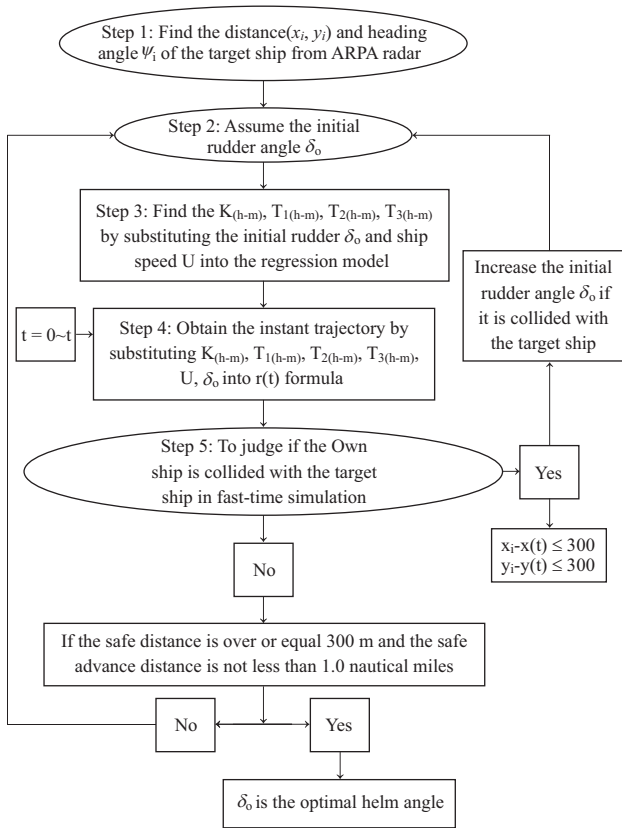 Step 1: Find the distance(xᵢ, yᵢ) and heading
angle ψᵢ of the target ship from ARPA radar
Step 2: Assume the initial
rudder angle δₒ
Step 3: Find the K(h-m), T1(h-m), T2(h-m), T3(h-m)
by substituting the initial rudder δₒ and ship
speed U into the regression model
Increase the initial
rudder angle δₒ if
it is collided with
the target ship
t = 0~t
Step 4: Obtain the instant trajectory by
substituting K(h-m), T1(h-m), T2(h-m), T3(h-m),
U, δₒ into r(t) formula
Step 5: To judge if the Own
ship is collided with the target
ship in fast-time simulation
Yes
xᵢ-x(t) ≤ 300
yᵢ-y(t) ≤ 300
No
If the safe distance is over or equal 300 m and the safe
advance distance is not less than 1.0 nautical miles
No
Yes
δₒ is the optimal helm angle